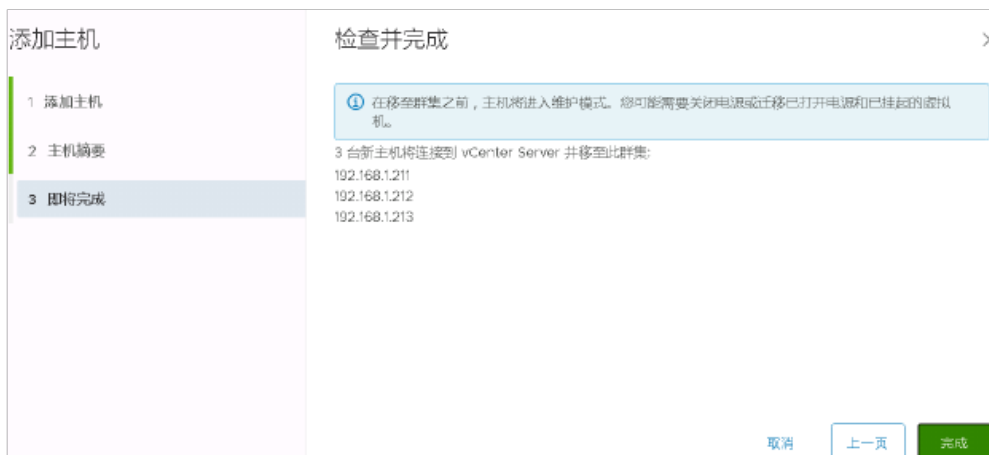 添加主机
1 添加主机
2 主机摘要
3 即将完成
检查并完成
在移至群集之前，主机将进入维护模式。您可能需要关闭电源或迁移已打开电源和已挂起的虚拟
机。
3 台新主机将连接到 vCenter Server 并移至此群集:
192.168.1.211
192.168.1.212
192.168.1.213
取消
上一页
完成